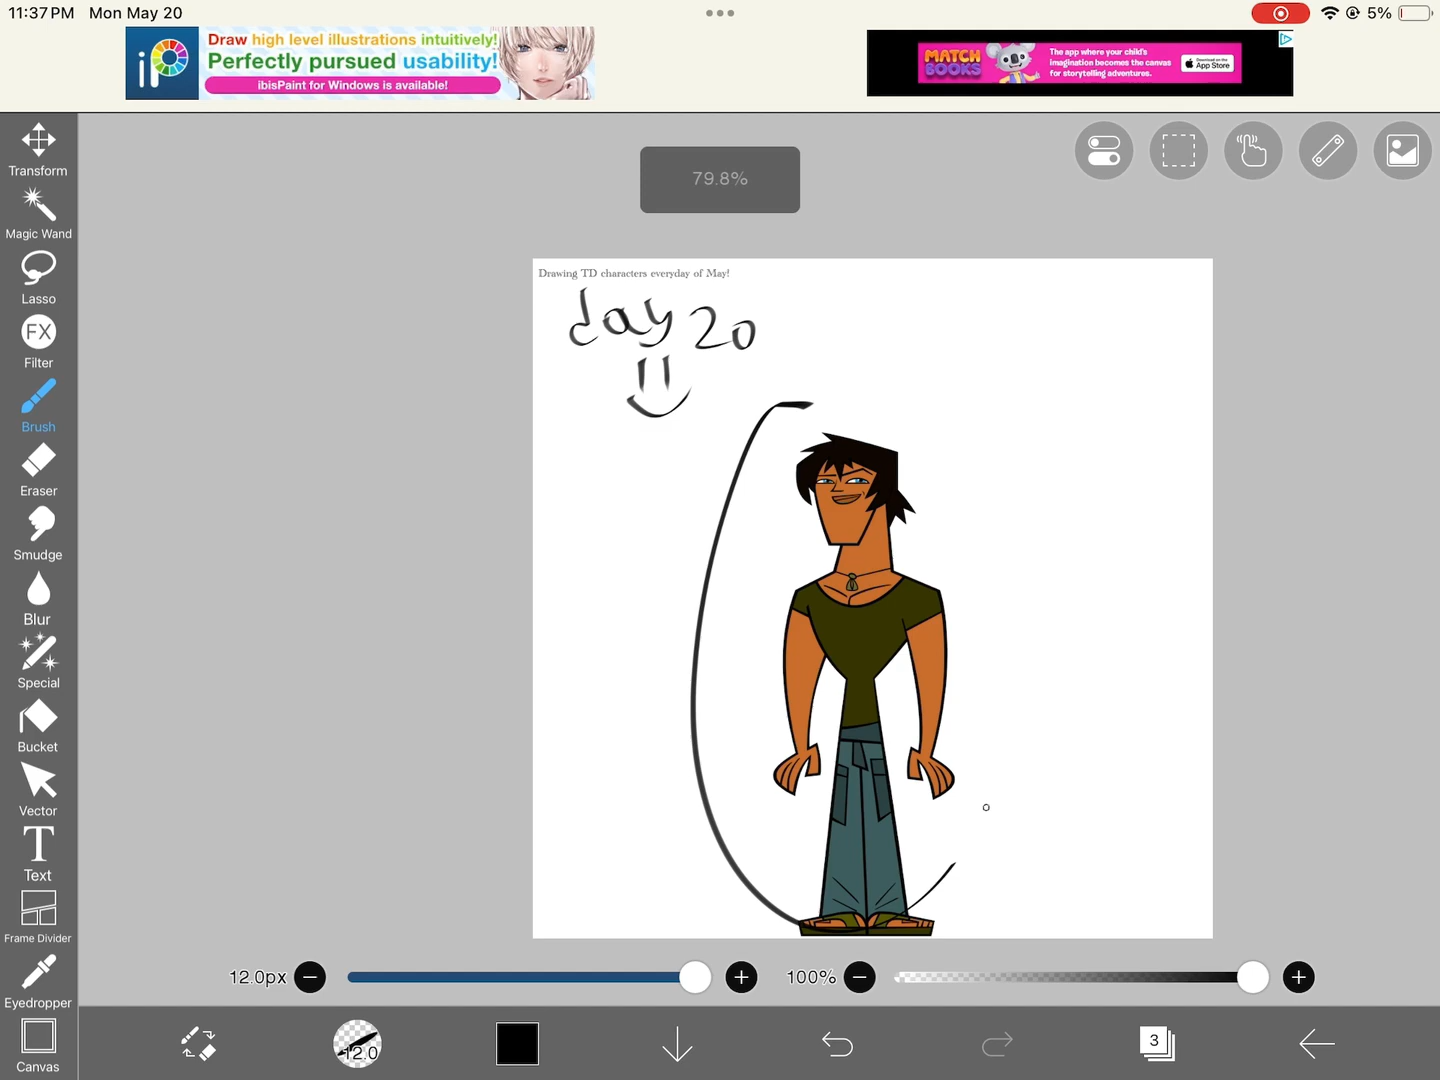 11:37 PM Mon May 20
5%
Draw high level illustrations intuitively!
Perfectly pursued usability!
ibisPaint for Windows is available!
MATCH
BOOKS
The app where your child's
imagination becomes the canvas
for storytelling adventures.
Download on the
App Store
Transform
Magic Wand
Lasso
FX
Filter
Brush
Eraser
Smudge
Blur
Special
Bucket
Vector
T
Text
Frame Divider
Eyedropper
Canvas
79.8%
Drawing TD characters everyday of May!
day 20
12.0px
100%
12.0
3